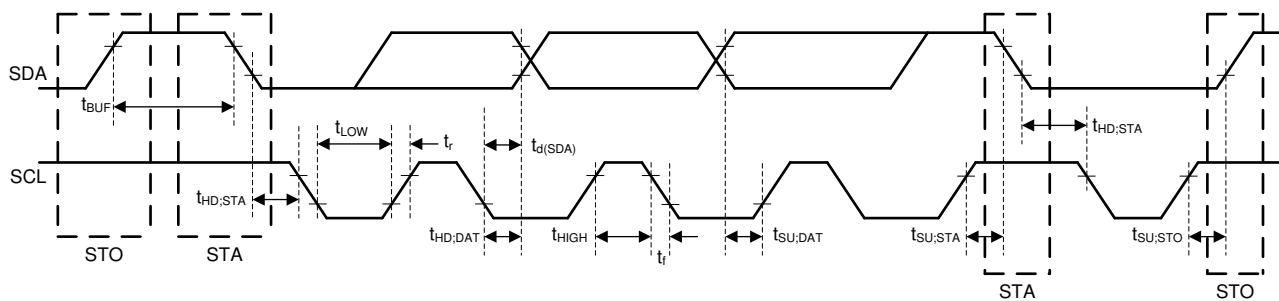 SDA
t_BUF
t_LOW
t_r
t_d(SDA)
t_HD;STA
SCL
t_HD;STA
t_HD;DAT
t_HIGH
t_f
t_SU;DAT
t_SU;STA
t_SU;STO
STO
STA
STA
STO